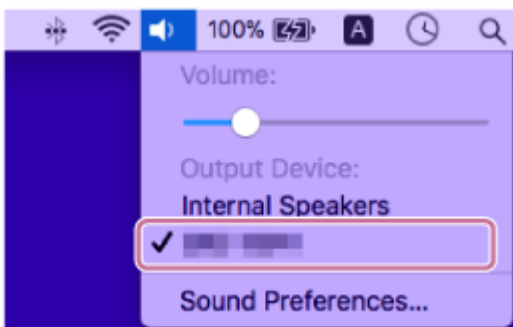 100% A
Volume:
Output Device:
Internal Speakers
Sound Preferences...